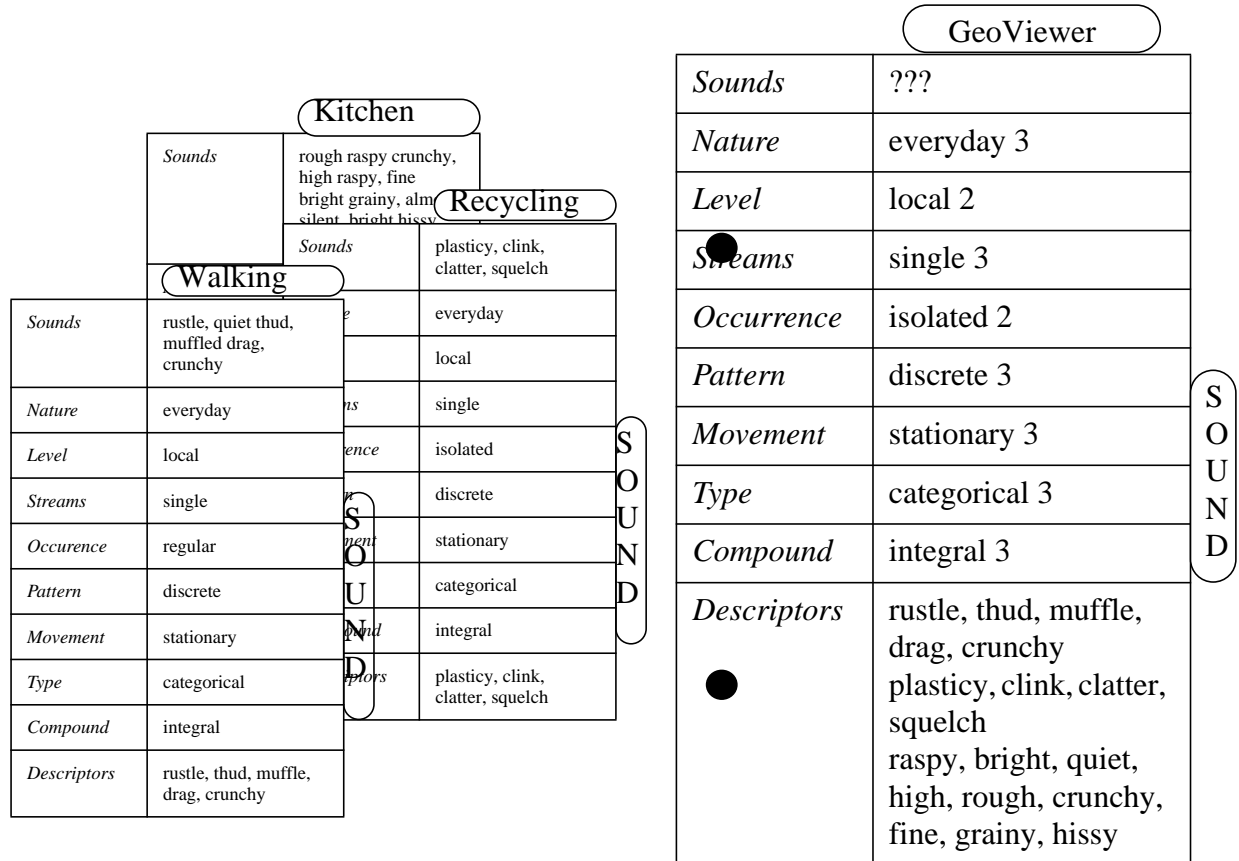 Kitchen
Sounds
rough raspy crunchy,
high raspy, fine
bright grainy,
silent, bright hissy
Recycling
Sounds
plasticy, clink,
clatter, squelch
everyday
local
single
isolated
discrete
stationary
categorical
integral
plasticy, clink,
clatter, squelch
S
O
U
N
D
Walking
Sounds
rustle, quiet thud,
muffled drag,
crunchy
Nature
everyday
Level
local
Streams
single
Occurence
regular
Pattern
discrete
Movement
stationary
Type
categorical
Compound
integral
Descriptors
rustle, thud, muffle,
drag, crunchy
S
O
U
N
D
GeoViewer
Sounds
???
Nature
everyday 3
Level
local 2
Streams
single 3
Occurrence
isolated 2
Pattern
discrete 3
Movement
stationary 3
Type
categorical 3
Compound
integral 3
Descriptors
rustle, thud, muffle,
drag, crunchy
plasticy, clink, clatter,
squelch
raspy, bright, quiet,
high, rough, crunchy,
fine, grainy, hissy
S
O
U
N
D